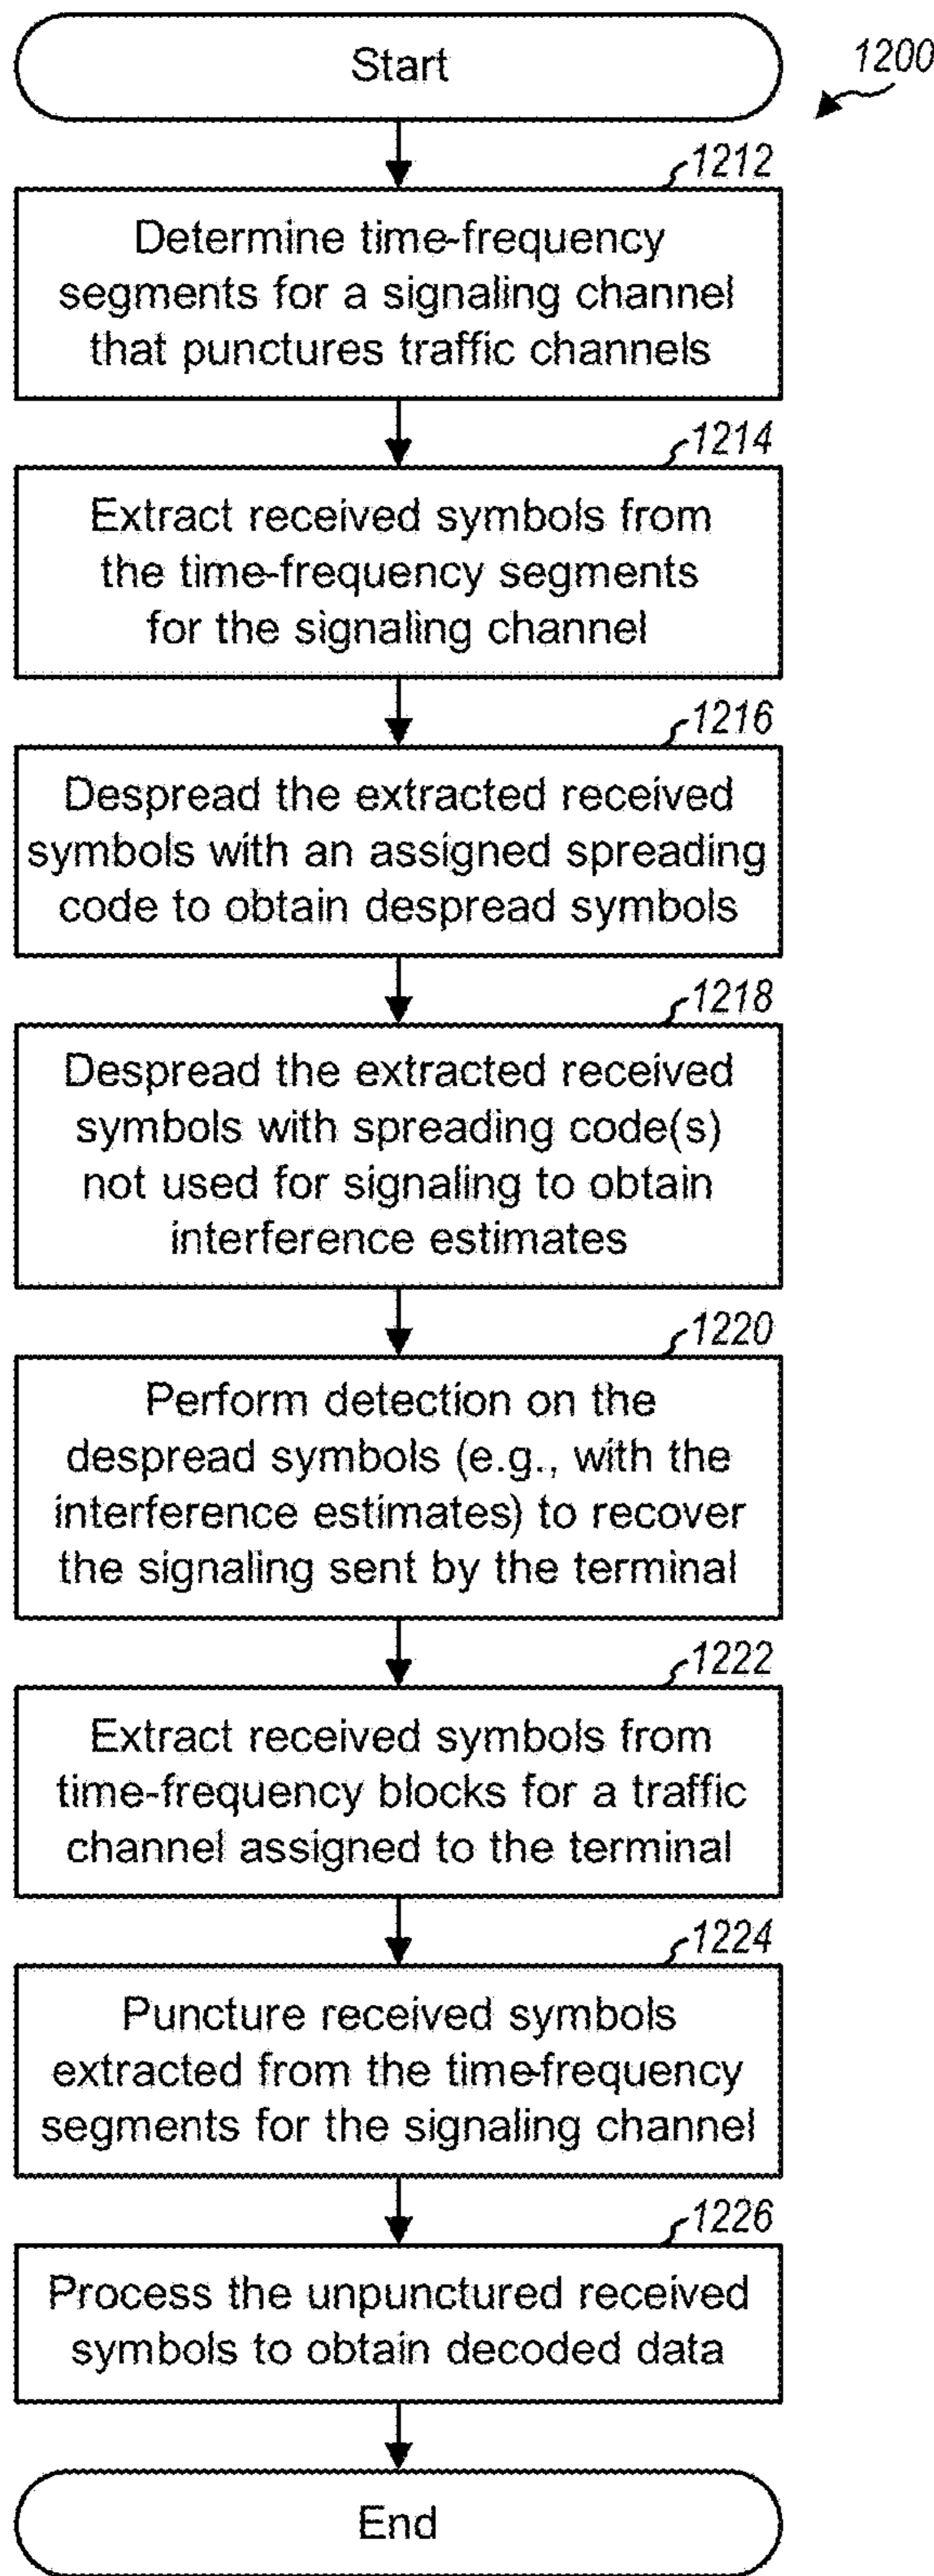 Start
1200
1212
Determine time-frequency
segments for a signaling channel
that punctures traffic channels
1214
Extract received symbols from
the time-frequency segments
for the signaling channel
1216
Despread the extracted received
symbols with an assigned spreading
code to obtain despread symbols
1218
Despread the extracted received
symbols with spreading code(s)
not used for signaling to obtain
interference estimates
1220
Perform detection on the
despread symbols (e.g., with the
interference estimates) to recover
the signaling sent by the terminal
1222
Extract received symbols from
time-frequency blocks for a traffic
channel assigned to the terminal
1224
Puncture received symbols
extracted from the time-frequency
segments for the signaling channel
1226
Process the unpunctured received
symbols to obtain decoded data
End